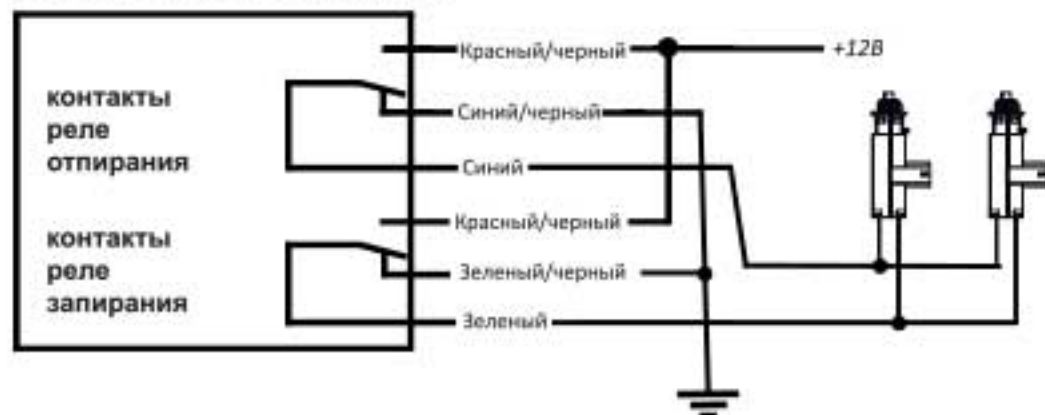 Красный/черный
+12В
контакты
реле
отпирания
Синий/черный
Синий
Красный/черный
контакты
реле
запирания
Зеленый/черный
Зеленый